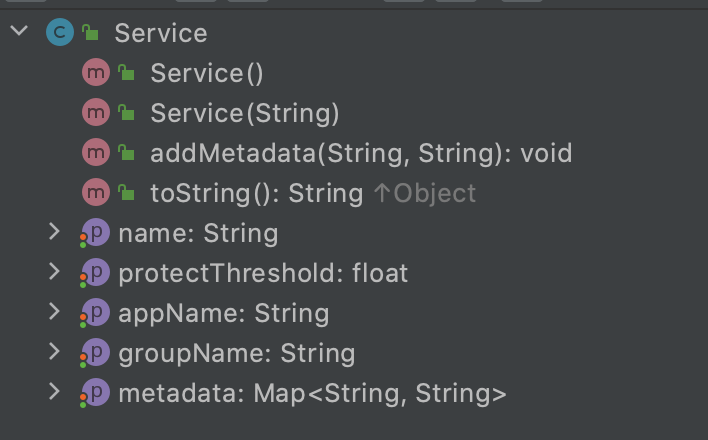 C Service
m Service()
m Service(String)
m addMetadata(String, String): void
m toString(): String ↑Object
p name: String
p protectThreshold: float
p appName: String
p groupName: String
p metadata: Map<String, String>